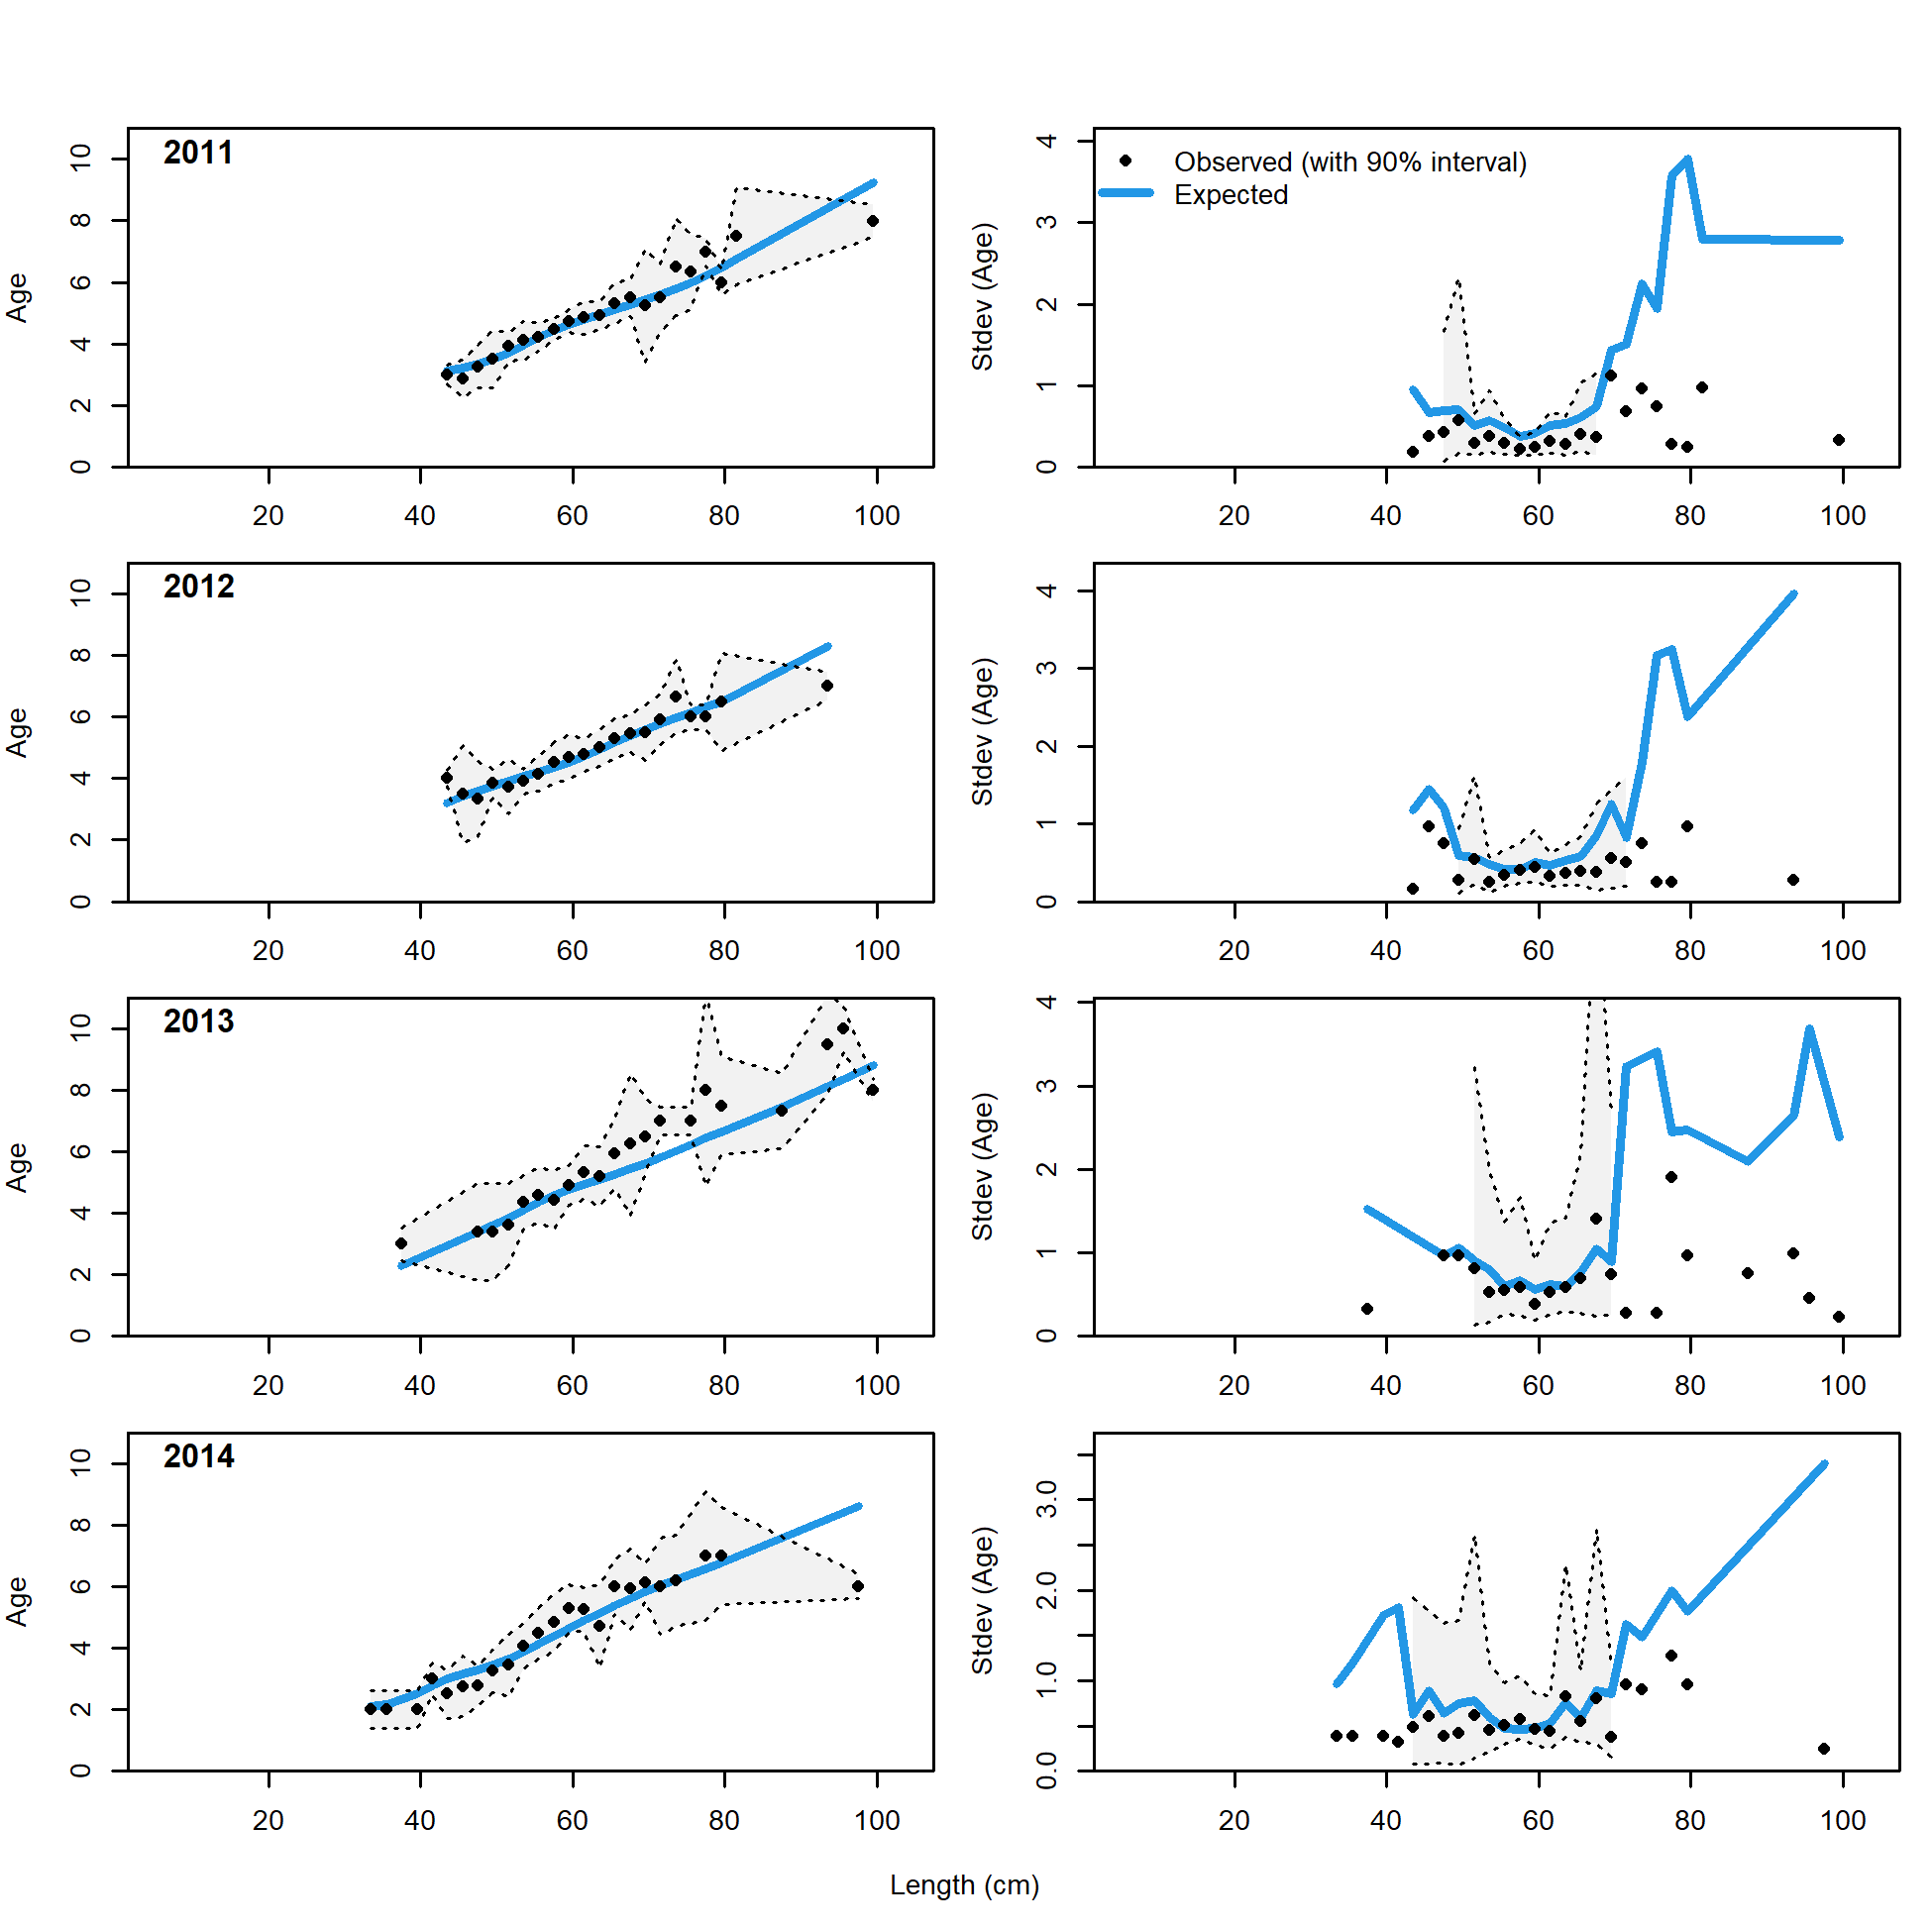 2011
Age
0 2 4 6 8 10
20 40 60 80 100
Observed (with 90% interval)
Expected
Stdev (Age)
0 1 2 3 4
20 40 60 80 100
2012
Age
0 2 4 6 8 10
20 40 60 80 100
Stdev (Age)
0 1 2 3 4
20 40 60 80 100
2013
Age
0 2 4 6 8 10
20 40 60 80 100
Stdev (Age)
0 1 2 3 4
20 40 60 80 100
2014
Age
0 2 4 6 8 10
20 40 60 80 100
Stdev (Age)
0.0 1.0 2.0 3.0
20 40 60 80 100
Length (cm)